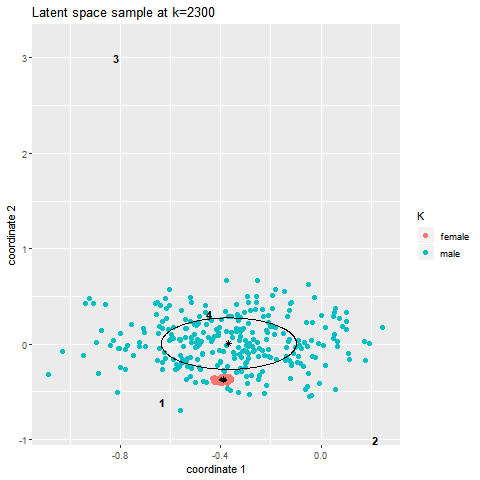 Latent space sample at k=2300
3
3
2
1
4
0
1
-1
2
-0.8
-0.4
0.0
coordinate 1
coordinate 2
K
female
male